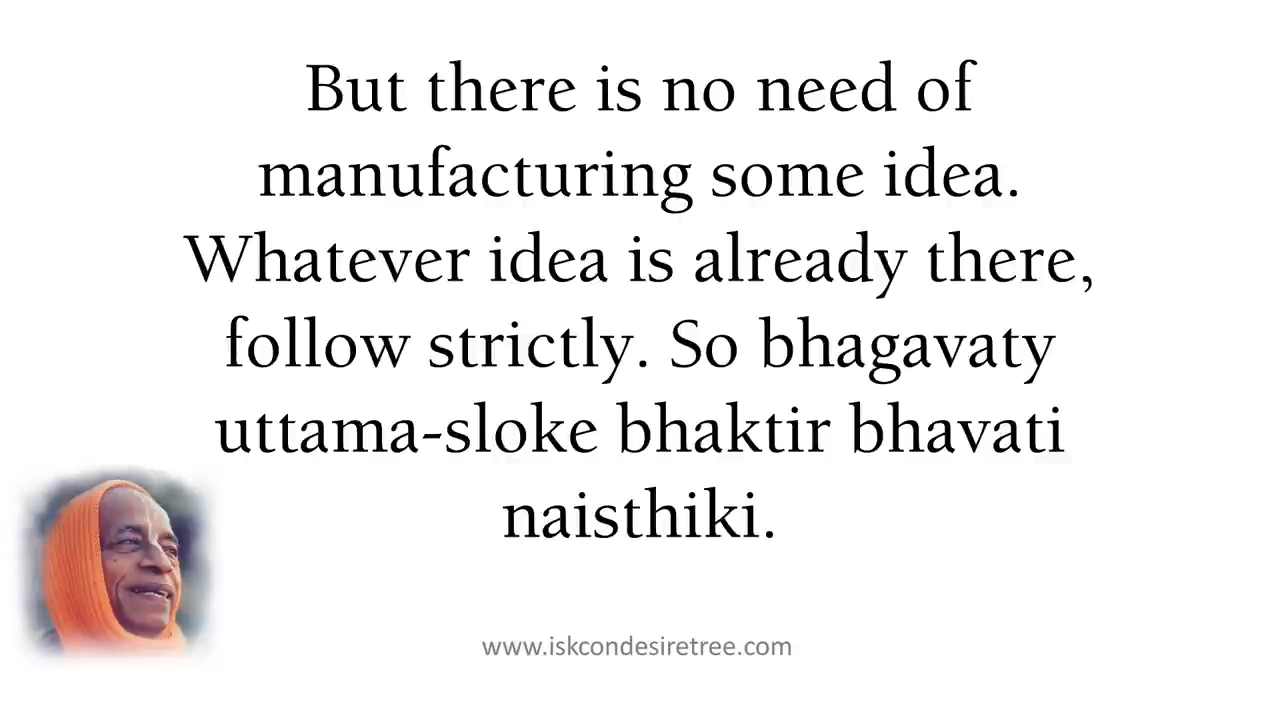 But there is no need of
manufacturing some idea.
Whatever idea is already there,
follow strictly. So bhagavaty
uttama-sloke bhaktir bhavati
naisthiki.
www.iskcondesiretree.com